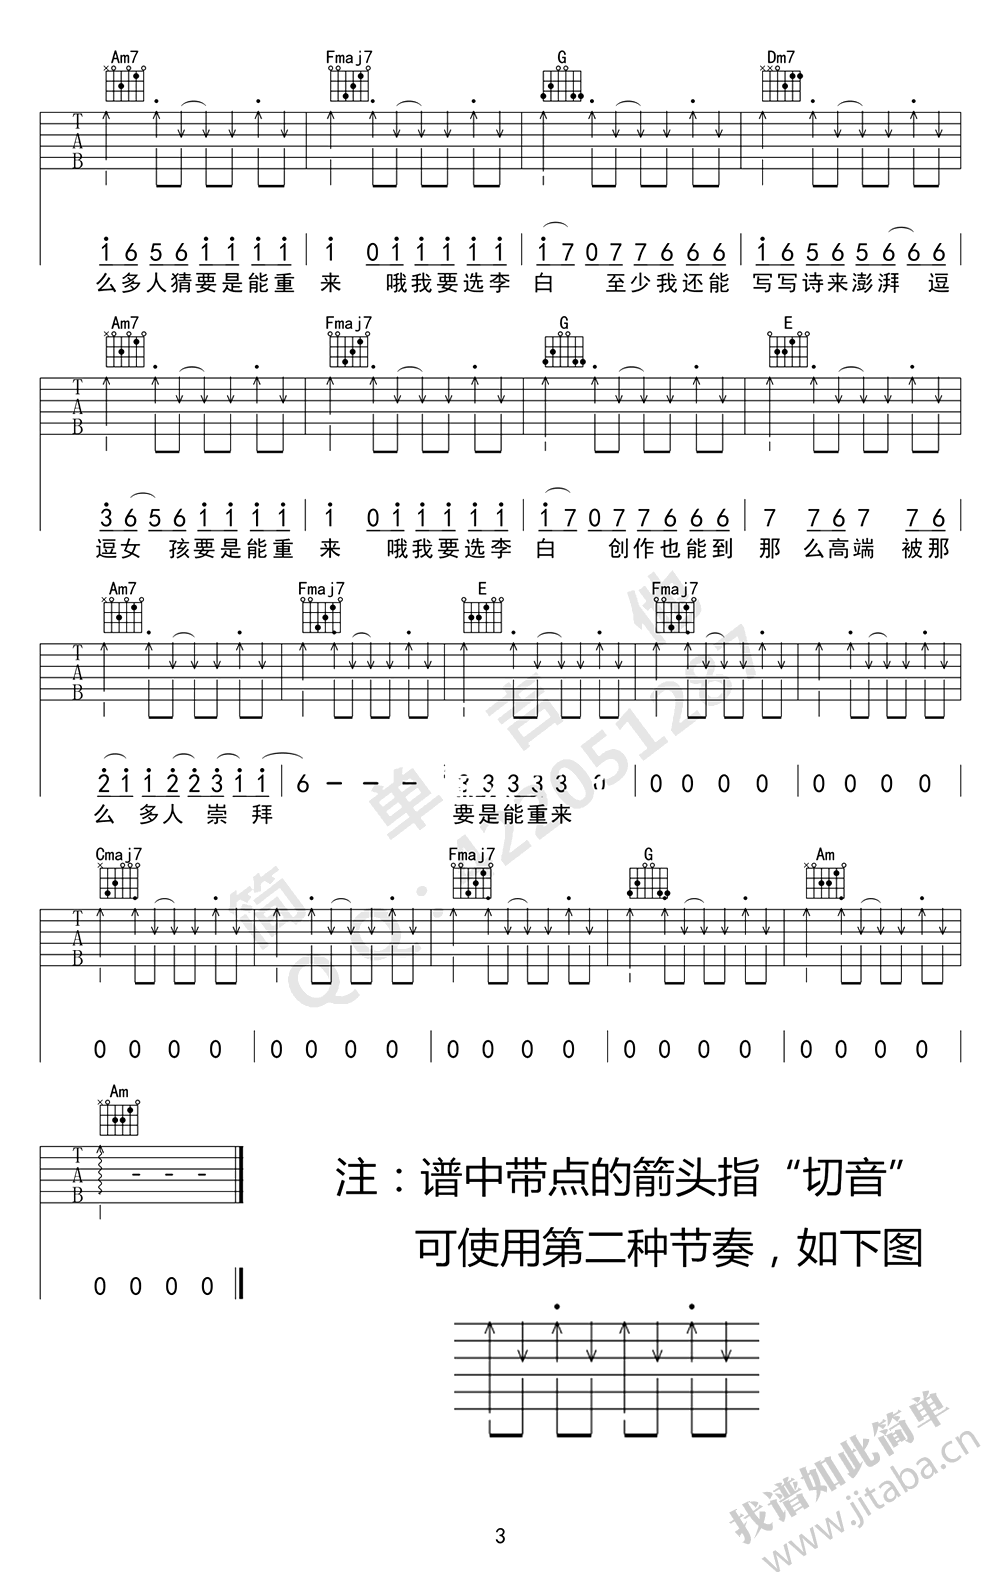 Am7 Fmaj7 G Dm7
T
A
B
1 6 5 6 1 1 1 1 1 0 1 1 1 1 1 1 7 0 7 7 6 6 6 1 6 5 6 5 6 6 6
么多人猜要是能重 来 哦我要选李 白 至少我还能 写写诗来澎湃 逗
Am7 Fmaj7 G E
T
A
B
3 6 5 6 1 1 1 1 1 0 1 1 1 1 1 1 7 0 7 7 6 6 6 7 7 6 7 7 6
逗女 孩要是能重 来 哦我要选李 白 创作也能到 那 么高端 被那
Am7 Fmaj7 E Fmaj7
T
A
B
2 1 1 2 2 3 1 1 6 - - - 3 3 3 3 3 0 0 0 0 0 0 0 0 0
么 多人 崇 拜 要是能重来
简单吉他
QQ:122051287
Cmaj7 Fmaj7 G Am
T
A
B
0 0 0 0 0 0 0 0 0 0 0 0 0 0 0 0 0 0 0 0
Am
T
A
B
- - -
0 0 0 0
注：谱中带点的箭头指“切音”
可使用第二种节奏，如下图
找谱如此简单
www.jitaba.cn
3